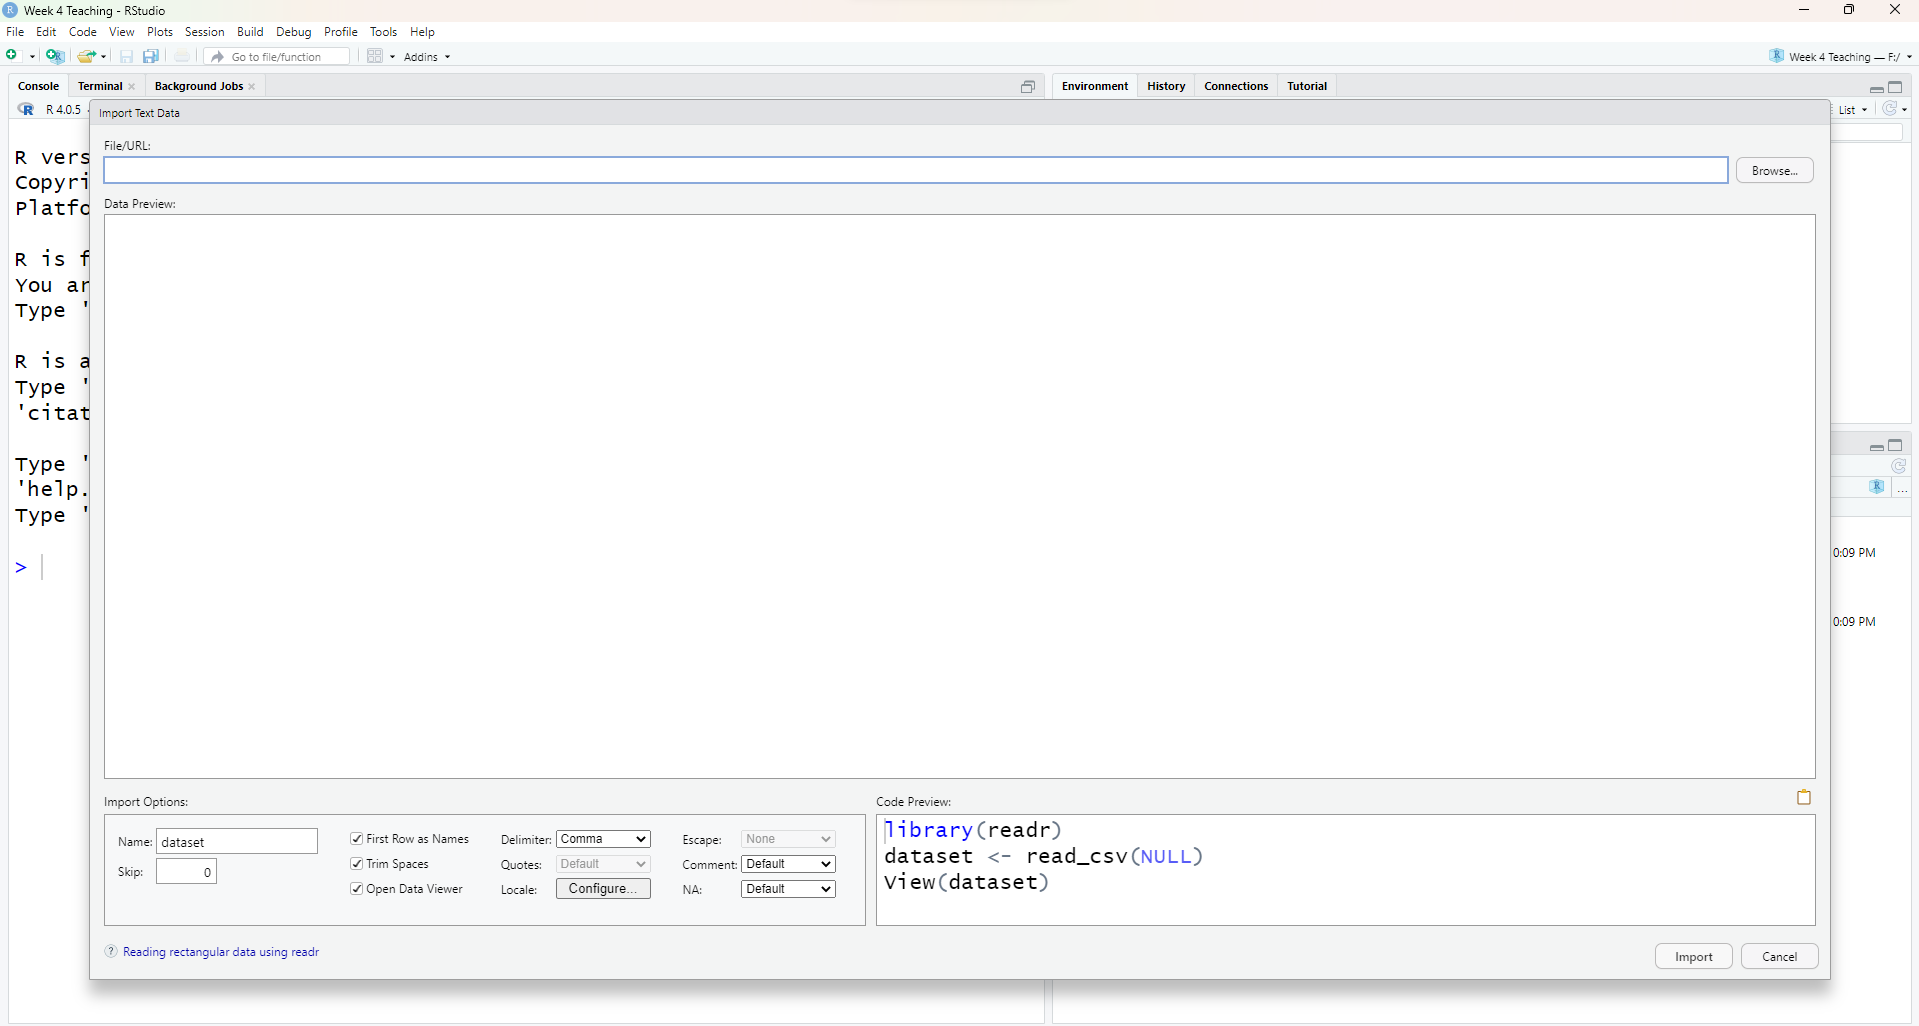 Week 4 Teaching - RStudio
File Edit Code View Plots Session Build Debug Profile Tools Help
Go to file/function
Addins
Week 4 Teaching — F:/
Console Terminal Background Jobs
Environment History Connections Tutorial
R 4.0.5
List
Import Text Data
File/URL:
Browse...
Data Preview:
R vers
Copyri
Platfo
R is f
You ar
Type '
R is a
Type '
'citat
Type '
'help.
Type '
>
...
0:09 PM
0:09 PM
Import Options:
Name: dataset
Skip: 0
First Row as Names
Trim Spaces
Open Data Viewer
Delimiter: Comma
Quotes: Default
Locale: Configure...
Escape: None
Comment: Default
NA: Default
Code Preview:
library(readr)
dataset <- read_csv(NULL)
View(dataset)
? Reading rectangular data using readr
Import
Cancel